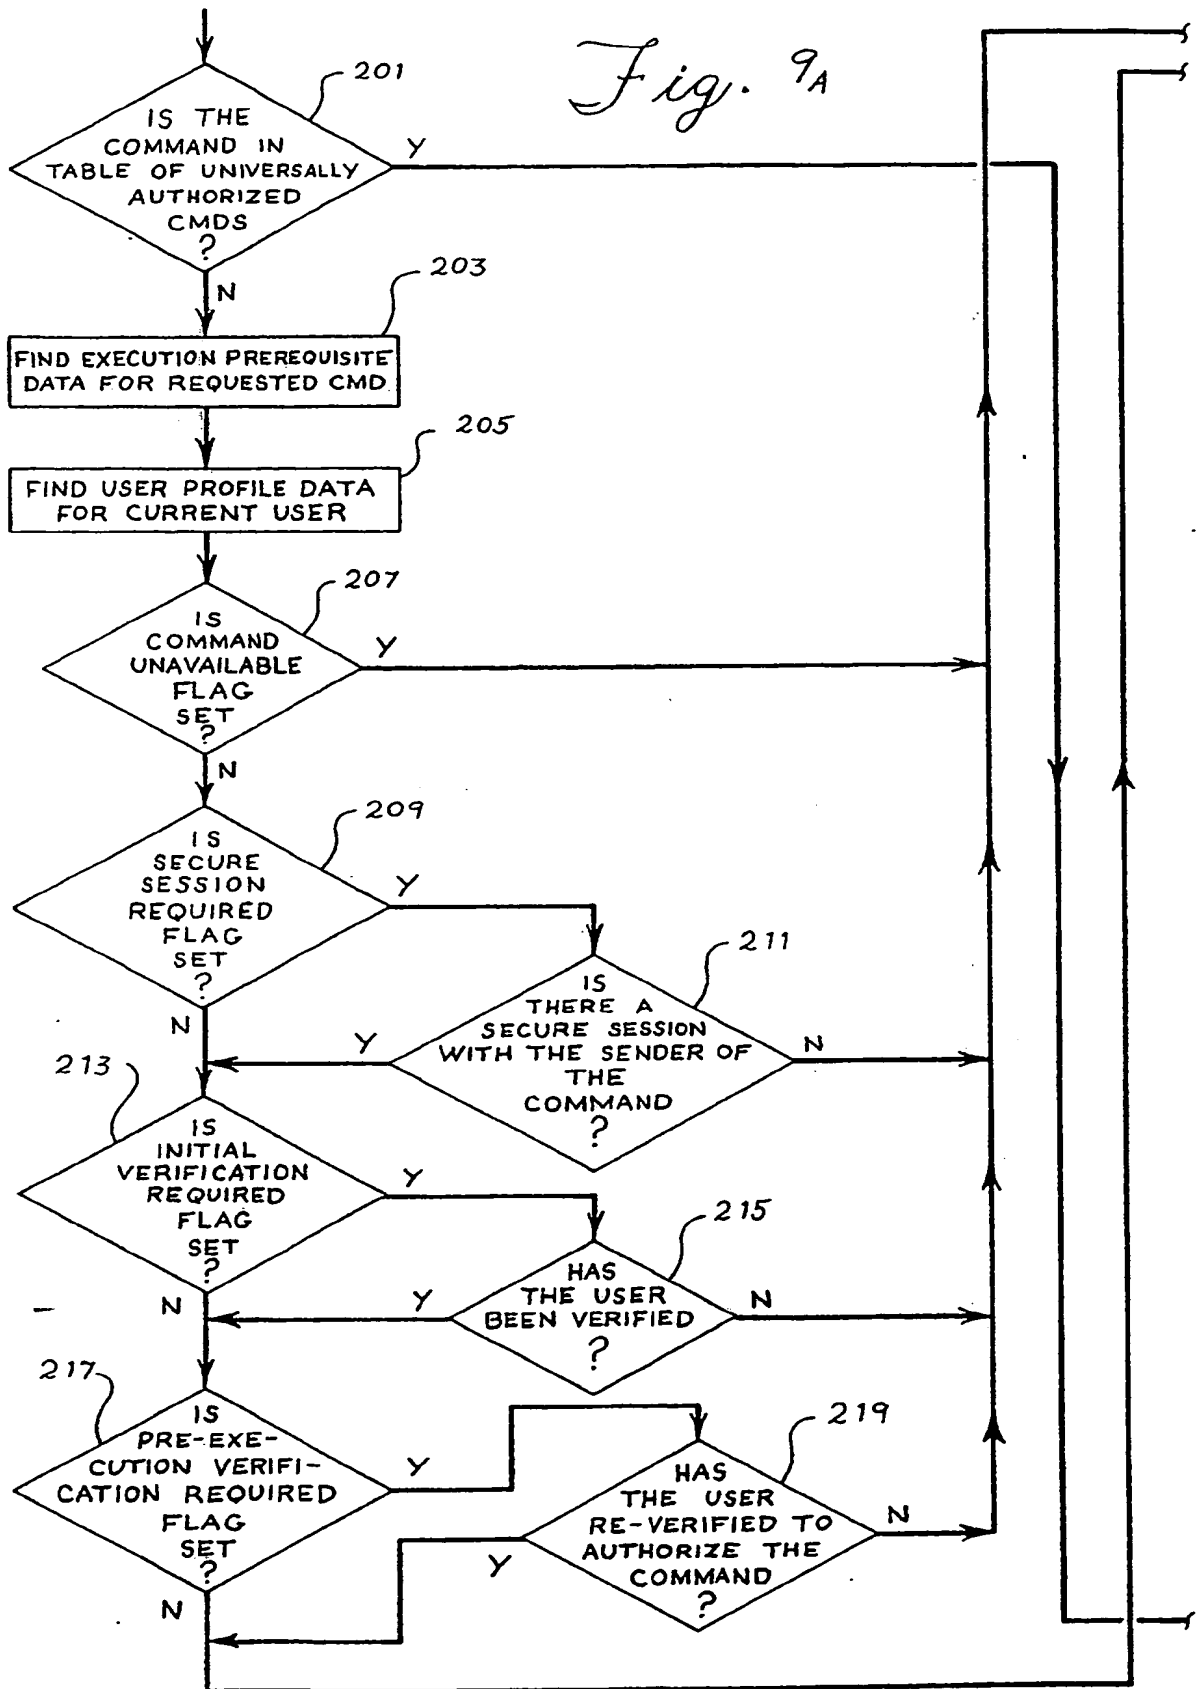 Fig. 9A
201
IS THE
COMMAND IN
TABLE OF UNIVERSALLY
AUTHORIZED
CMDS
?
Y
N
203
FIND EXECUTION PREREQUISITE
DATA FOR REQUESTED CMD
205
FIND USER PROFILE DATA
FOR CURRENT USER
207
IS
COMMAND
UNAVAILABLE
FLAG
SET
?
Y
N
209
IS
SECURE
SESSION
REQUIRED
FLAG
SET
?
Y
N
211
IS
THERE A
SECURE SESSION
WITH THE SENDER OF
THE
COMMAND
?
Y
N
213
IS
INITIAL
VERIFICATION
REQUIRED
FLAG
SET
?
Y
N
215
HAS
THE USER
BEEN VERIFIED
?
Y
N
217
IS
PRE-EXE-
CUTION VERIFI-
CATION REQUIRED
FLAG
SET
?
Y
N
219
HAS
THE USER
RE-VERIFIED TO
AUTHORIZE THE
COMMAND
?
Y
N